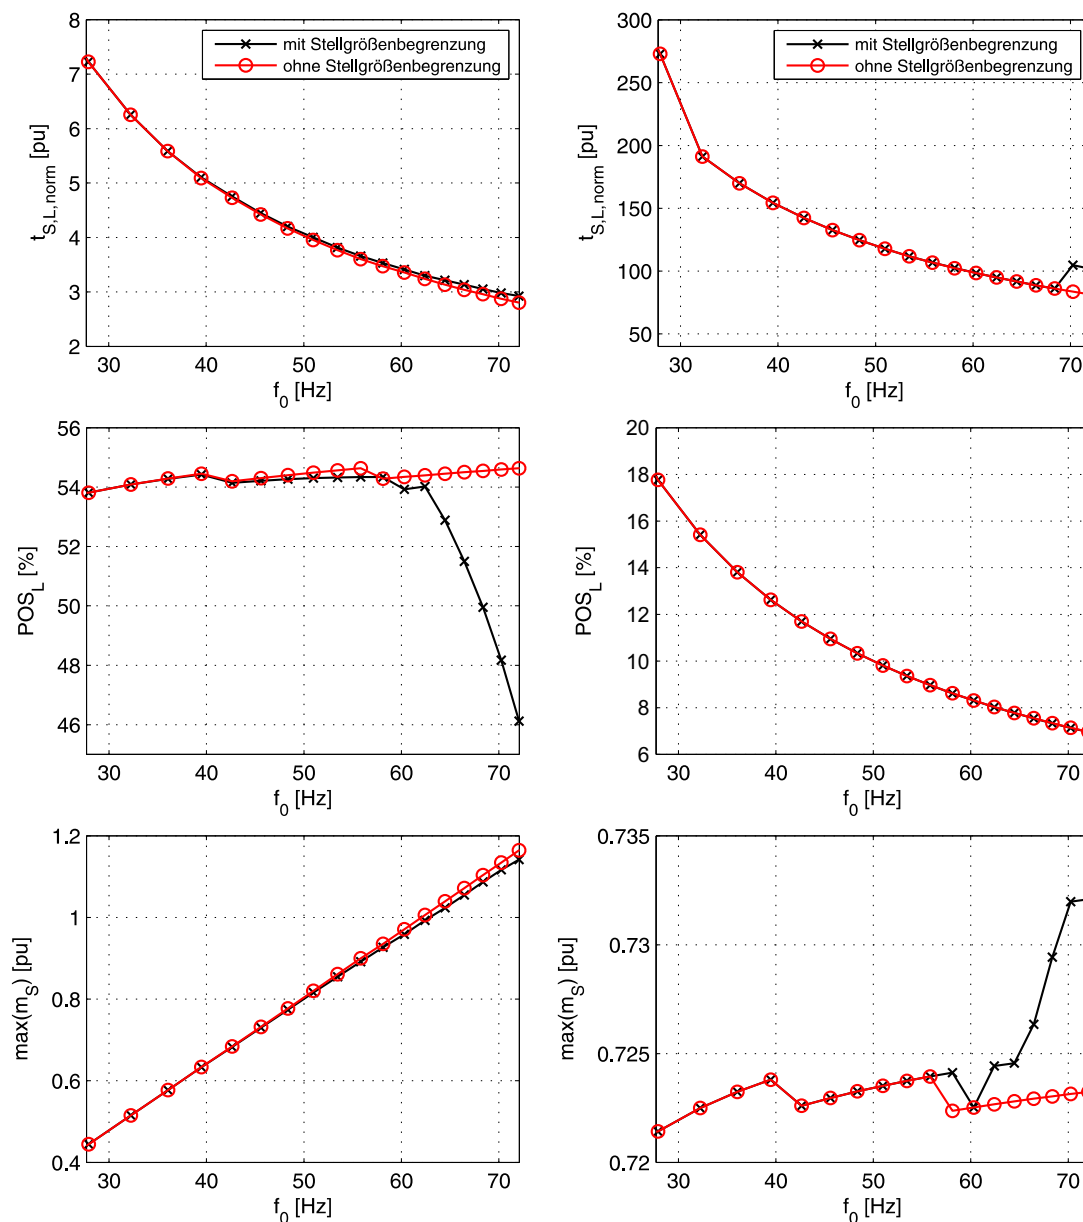 8
7
6
5
4
3
2
t_S,L,norm [pu]
mit Stellgrößenbegrenzung
ohne Stellgrößenbegrenzung
30 40 50 60 70
f_0 [Hz]
300
250
200
150
100
50
t_S,L,norm [pu]
mit Stellgrößenbegrenzung
ohne Stellgrößenbegrenzung
30 40 50 60 70
f_0 [Hz]
56
54
52
50
48
46
POS_L [%]
30 40 50 60 70
f_0 [Hz]
20
18
16
14
12
10
8
6
POS_L [%]
30 40 50 60 70
f_0 [Hz]
1.2
1
0.8
0.6
0.4
max(m_S) [pu]
30 40 50 60 70
f_0 [Hz]
0.735
0.73
0.725
0.72
max(m_S) [pu]
30 40 50 60 70
f_0 [Hz]